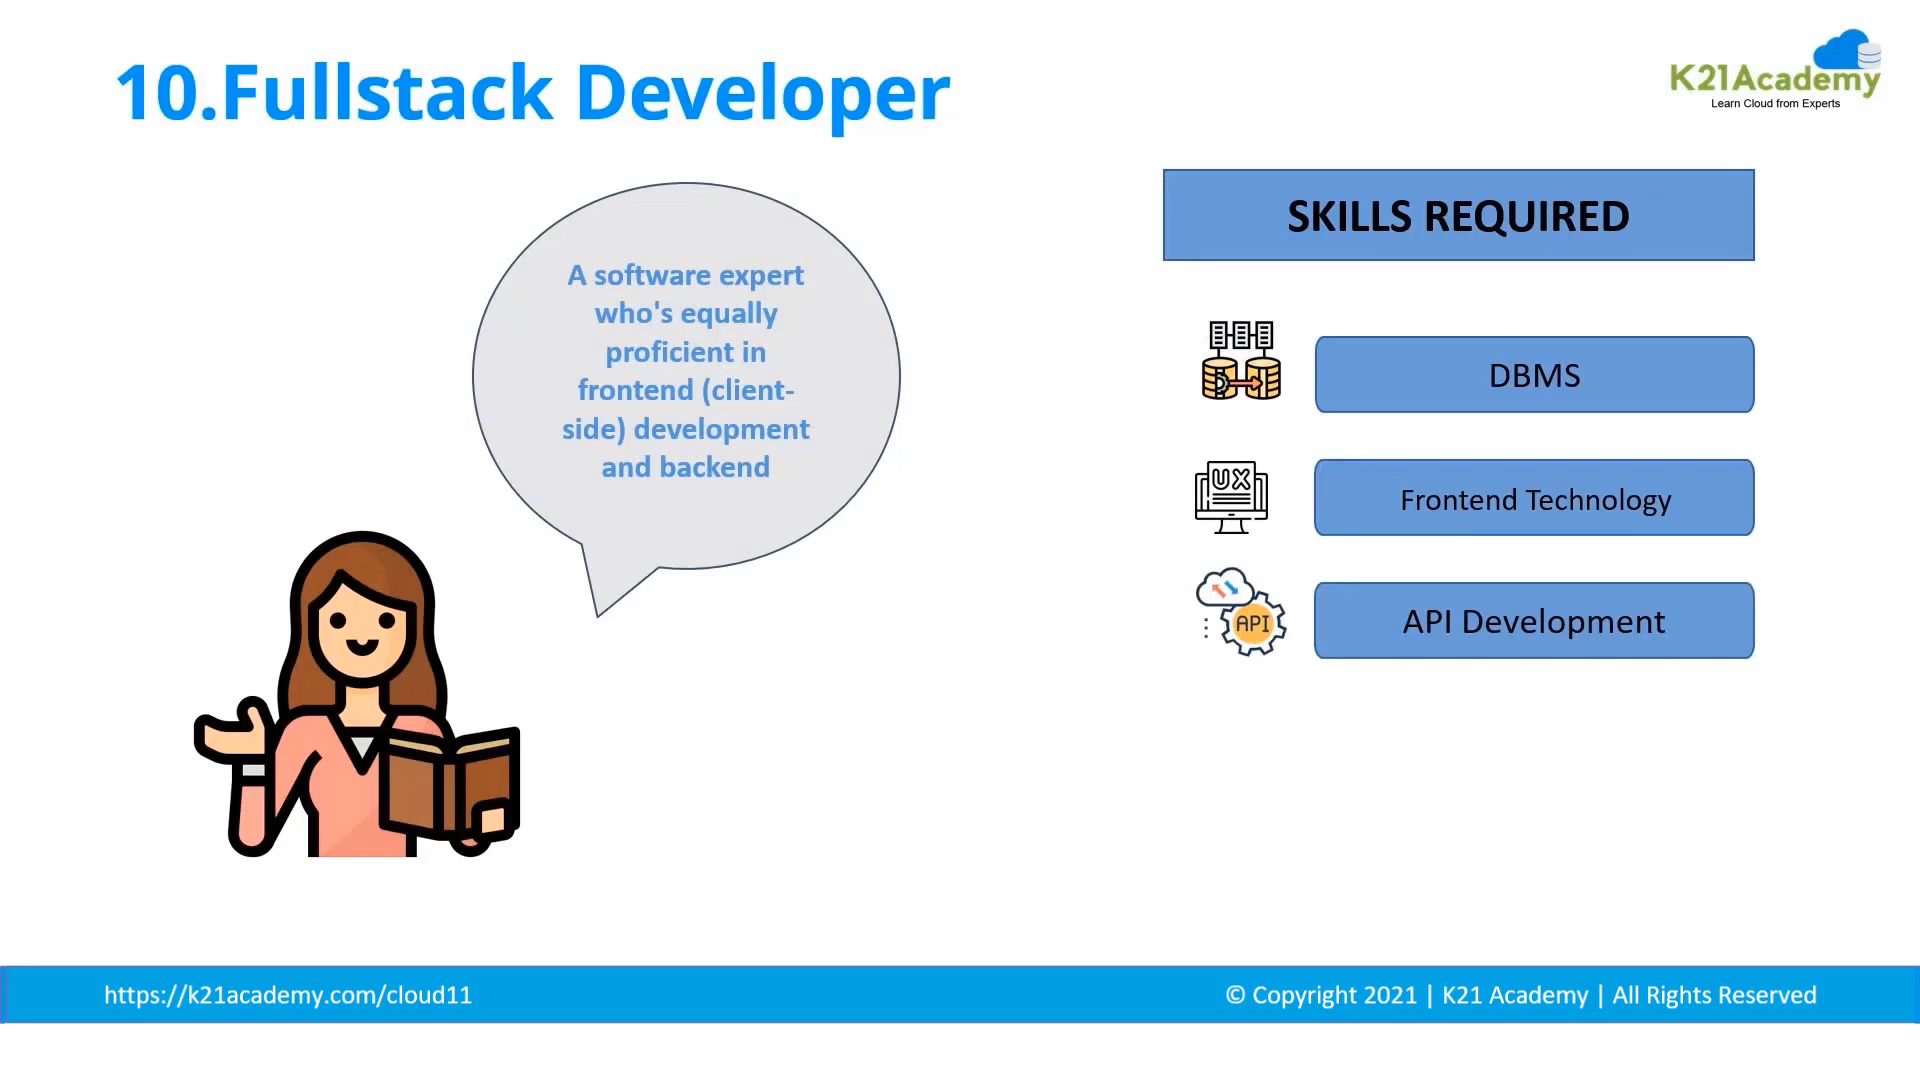 10.Fullstack Developer
K21Academy
Learn Cloud from Experts
A software expert
who's equally
proficient in
frontend (client-
side) development
and backend
SKILLS REQUIRED
DBMS
UX
Frontend Technology
API
API Development
https://k21academy.com/cloud11
© Copyright 2021 | K21 Academy | All Rights Reserved